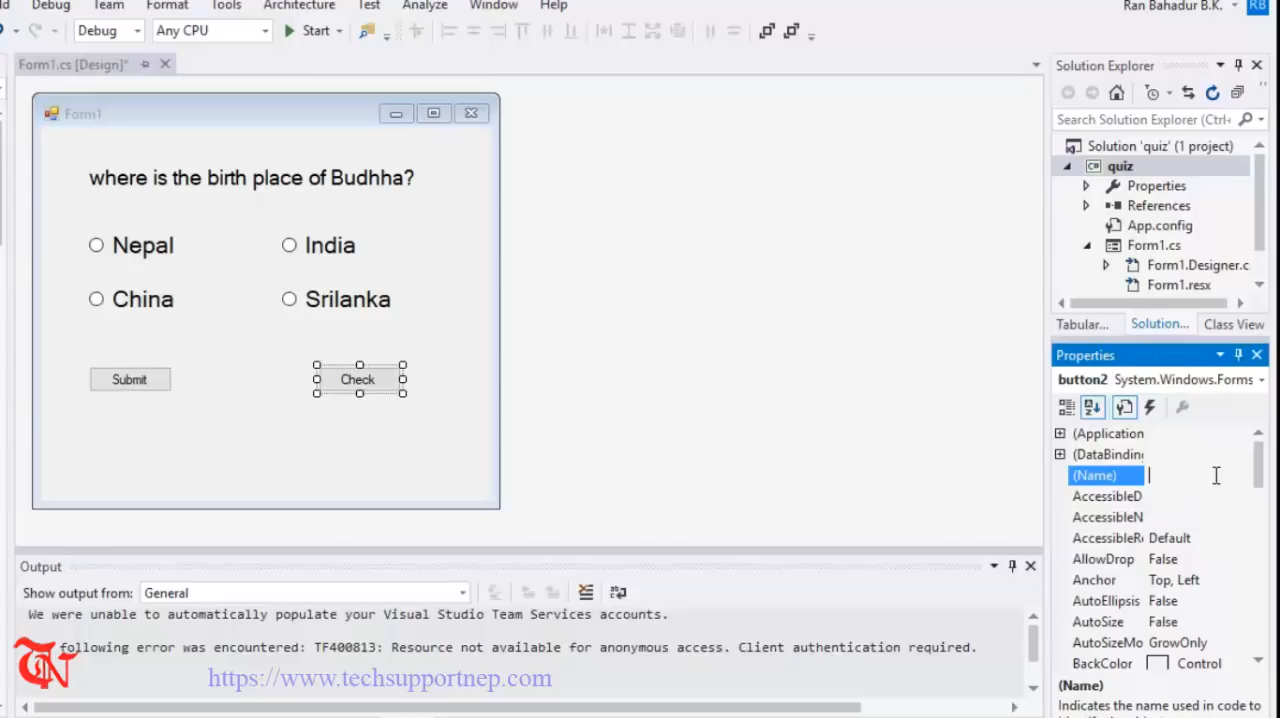 Debug Team Format Tools Architecture Test Analyze Window Help Ran Bahadur B.K. RB
Debug Any CPU Start
Form1.cs [Design]* Solution Explorer
Form1
Search Solution Explorer (Ctrl+
Solution 'quiz' (1 project)
quiz
Properties
References
App.config
Form1.cs
Form1.Designer.c
Form1.resx
where is the birth place of Budhha?
Nepal India
China Srilanka
Submit Check
Tabular... Solution... Class View
Properties
button2 System.Windows.Forms
(Application
(DataBinding
(Name)
AccessibleD
AccessibleN
AccessibleRo Default
AllowDrop False
Anchor Top, Left
AutoEllipsis False
AutoSize False
AutoSizeMo GrowOnly
BackColor Control
(Name)
Indicates the name used in code to
Output
Show output from: General
We were unable to automatically populate your Visual Studio Team Services accounts.
following error was encountered: TF400813: Resource not available for anonymous access. Client authentication required.
TN
https://www.techsupportnep.com